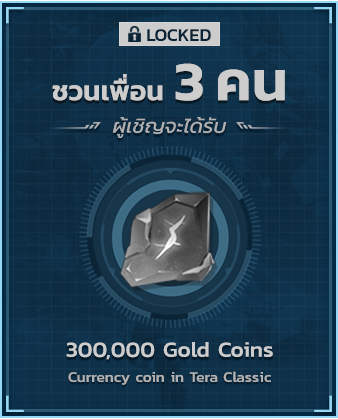 LOCKED
ชวนเพื่อน 3 คน
ผู้เชิญจะได้รับ
300,000 Gold Coins
Currency coin in Tera Classic